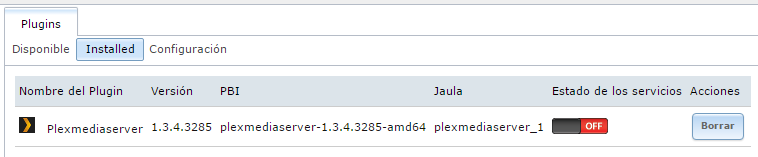 Plugins
Disponible Installed Configuración
Nombre del Plugin Versión PBI Jaula Estado de los servicios Acciones
Plexmediaserver 1.3.4.3285 plexmediaserver-1.3.4.3285-amd64 plexmediaserver_1 OFF Borrar